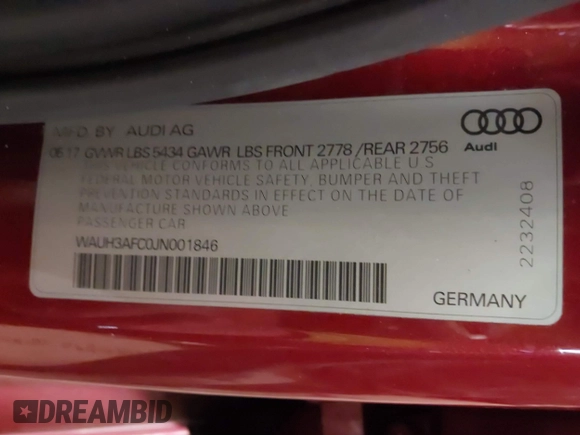 MFD. BY AUDI AG
06 17 GVWR LBS 5434 GAWR LBS FRONT 2778 /REAR 2756
THIS VEHICLE CONFORMS TO ALL APPLICABLE U S
FEDERAL MOTOR VEHICLE SAFETY, BUMPER AND THEFT
PREVENTION STANDARDS IN EFFECT ON THE DATE OF
MANUFACTURE SHOWN ABOVE
PASSENGER CAR
WAUH3AFC0JN001846
Audi
2232408
GERMANY
DREAMBID